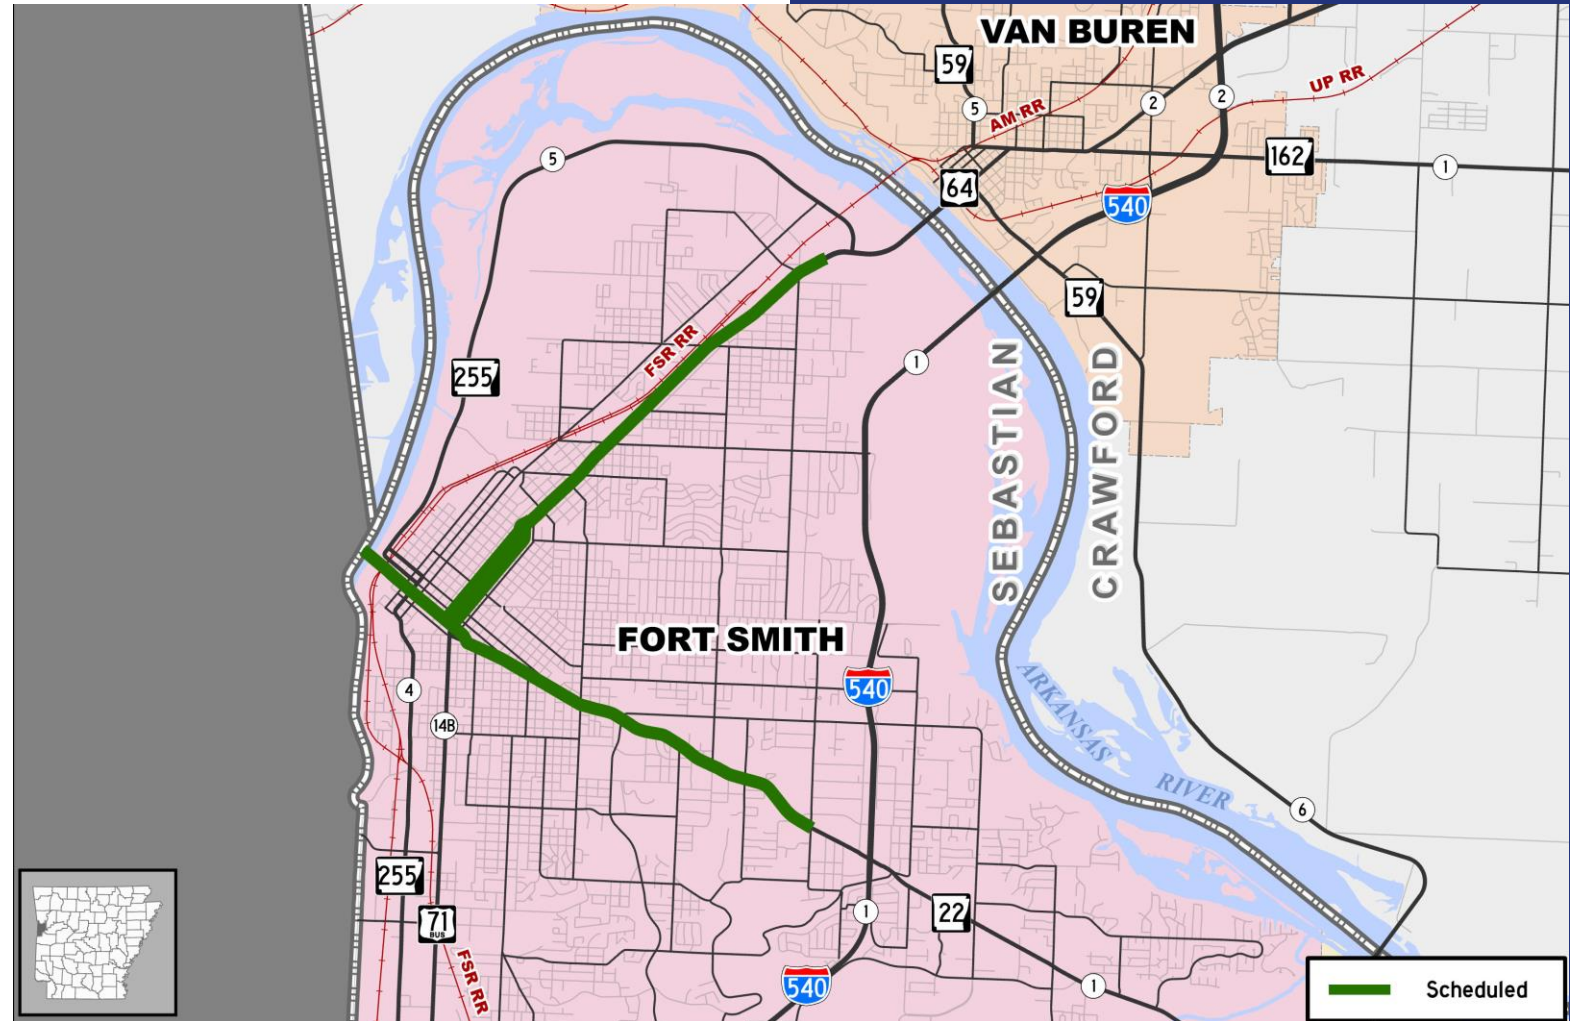 VAN BUREN
59
UP RR
2
5
2
AM RR
5
162
1
64
540
59
FSR RR
1
255
SEBASTIAN
CRAWFORD
FORT SMITH
540
4
ARKANSAS
RIVER
14B
6
255
71
BUS
1
22
FSR RR
540
1
Scheduled